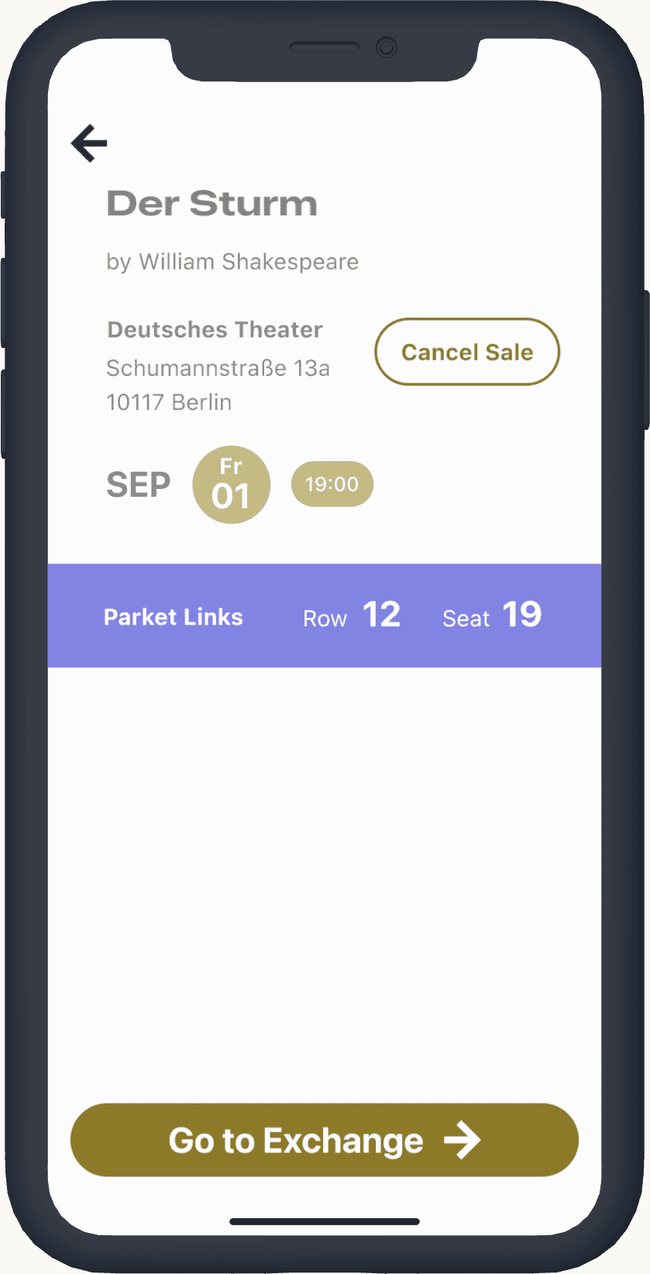 Der Sturm
by William Shakespeare
Deutsches Theater
Schumannstraße 13a
10117 Berlin
Cancel Sale
SEP Fr 01 19:00
Parket Links Row 12 Seat 19
Go to Exchange